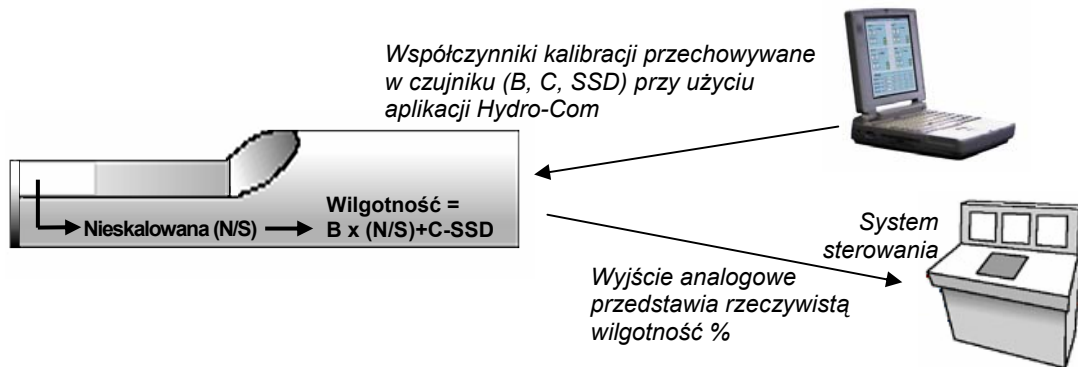 Współczynniki kalibracji przechowywane
w czujniku (B, C, SSD) przy użyciu
aplikacji Hydro-Com
Wilgotność =
Nieskalowana (N/S)
B x (N/S)+C-SSD
System
sterowania
Wyjście analogowe
przedstawia rzeczywistą
wilgotność %